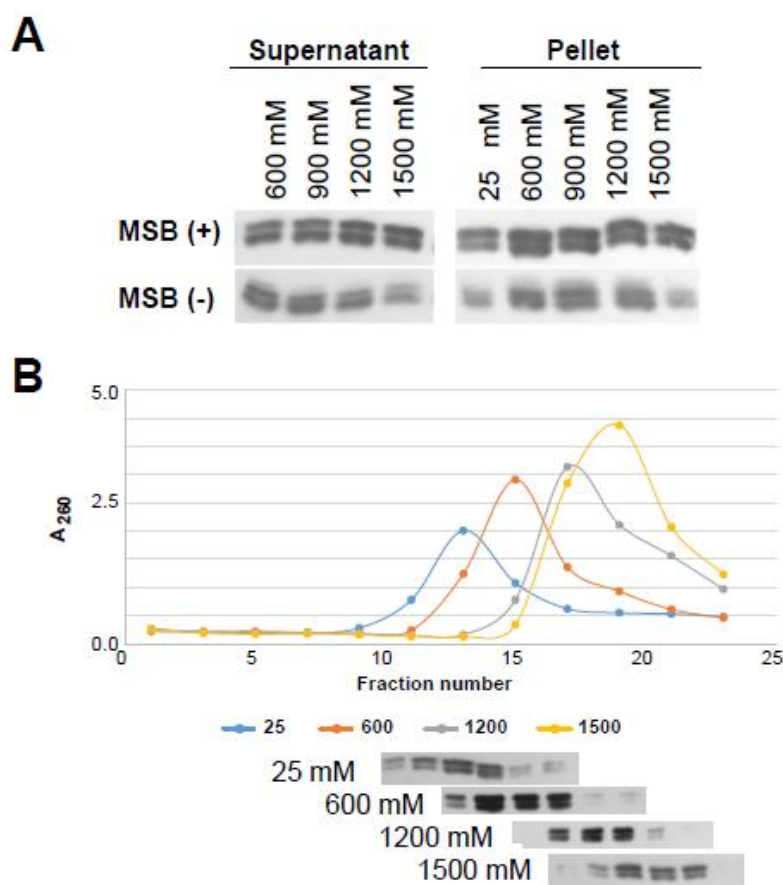 A
Supernatant Pellet
600 mM 900 mM 1200 mM 1500 mM 25 mM 600 mM 900 mM 1200 mM 1500 mM
MSB (+)
MSB (-)
B
5.0
2.5
0.0
A260
0 5 10 15 20 25
Fraction number
25 600 1200 1500
25 mM
600 mM
1200 mM
1500 mM